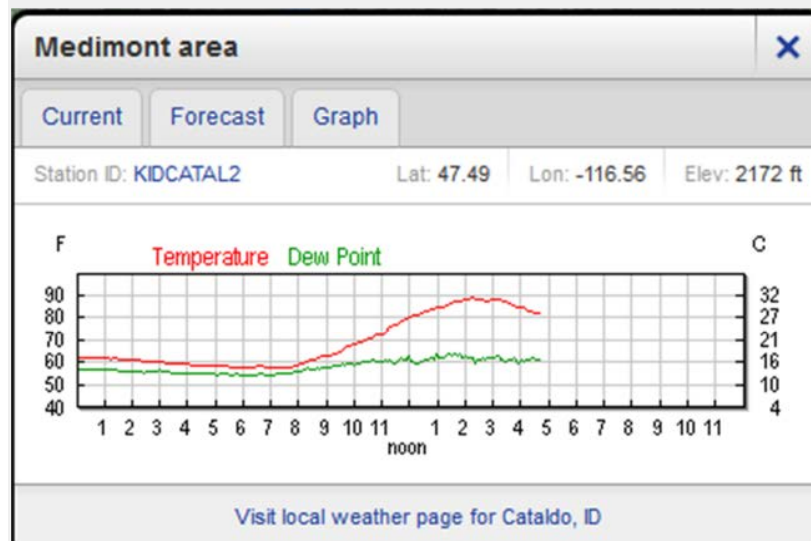 Medimont area
Current Forecast Graph
Station ID: KIDCATAL2 Lat: 47.49 Lon: -116.56 Elev: 2172 ft
F Temperature Dew Point C
90 32
80 27
70 21
60 16
50 10
40 4
1 2 3 4 5 6 7 8 9 10 11 1 2 3 4 5 6 7 8 9 10 11
noon
Visit local weather page for Cataldo, ID